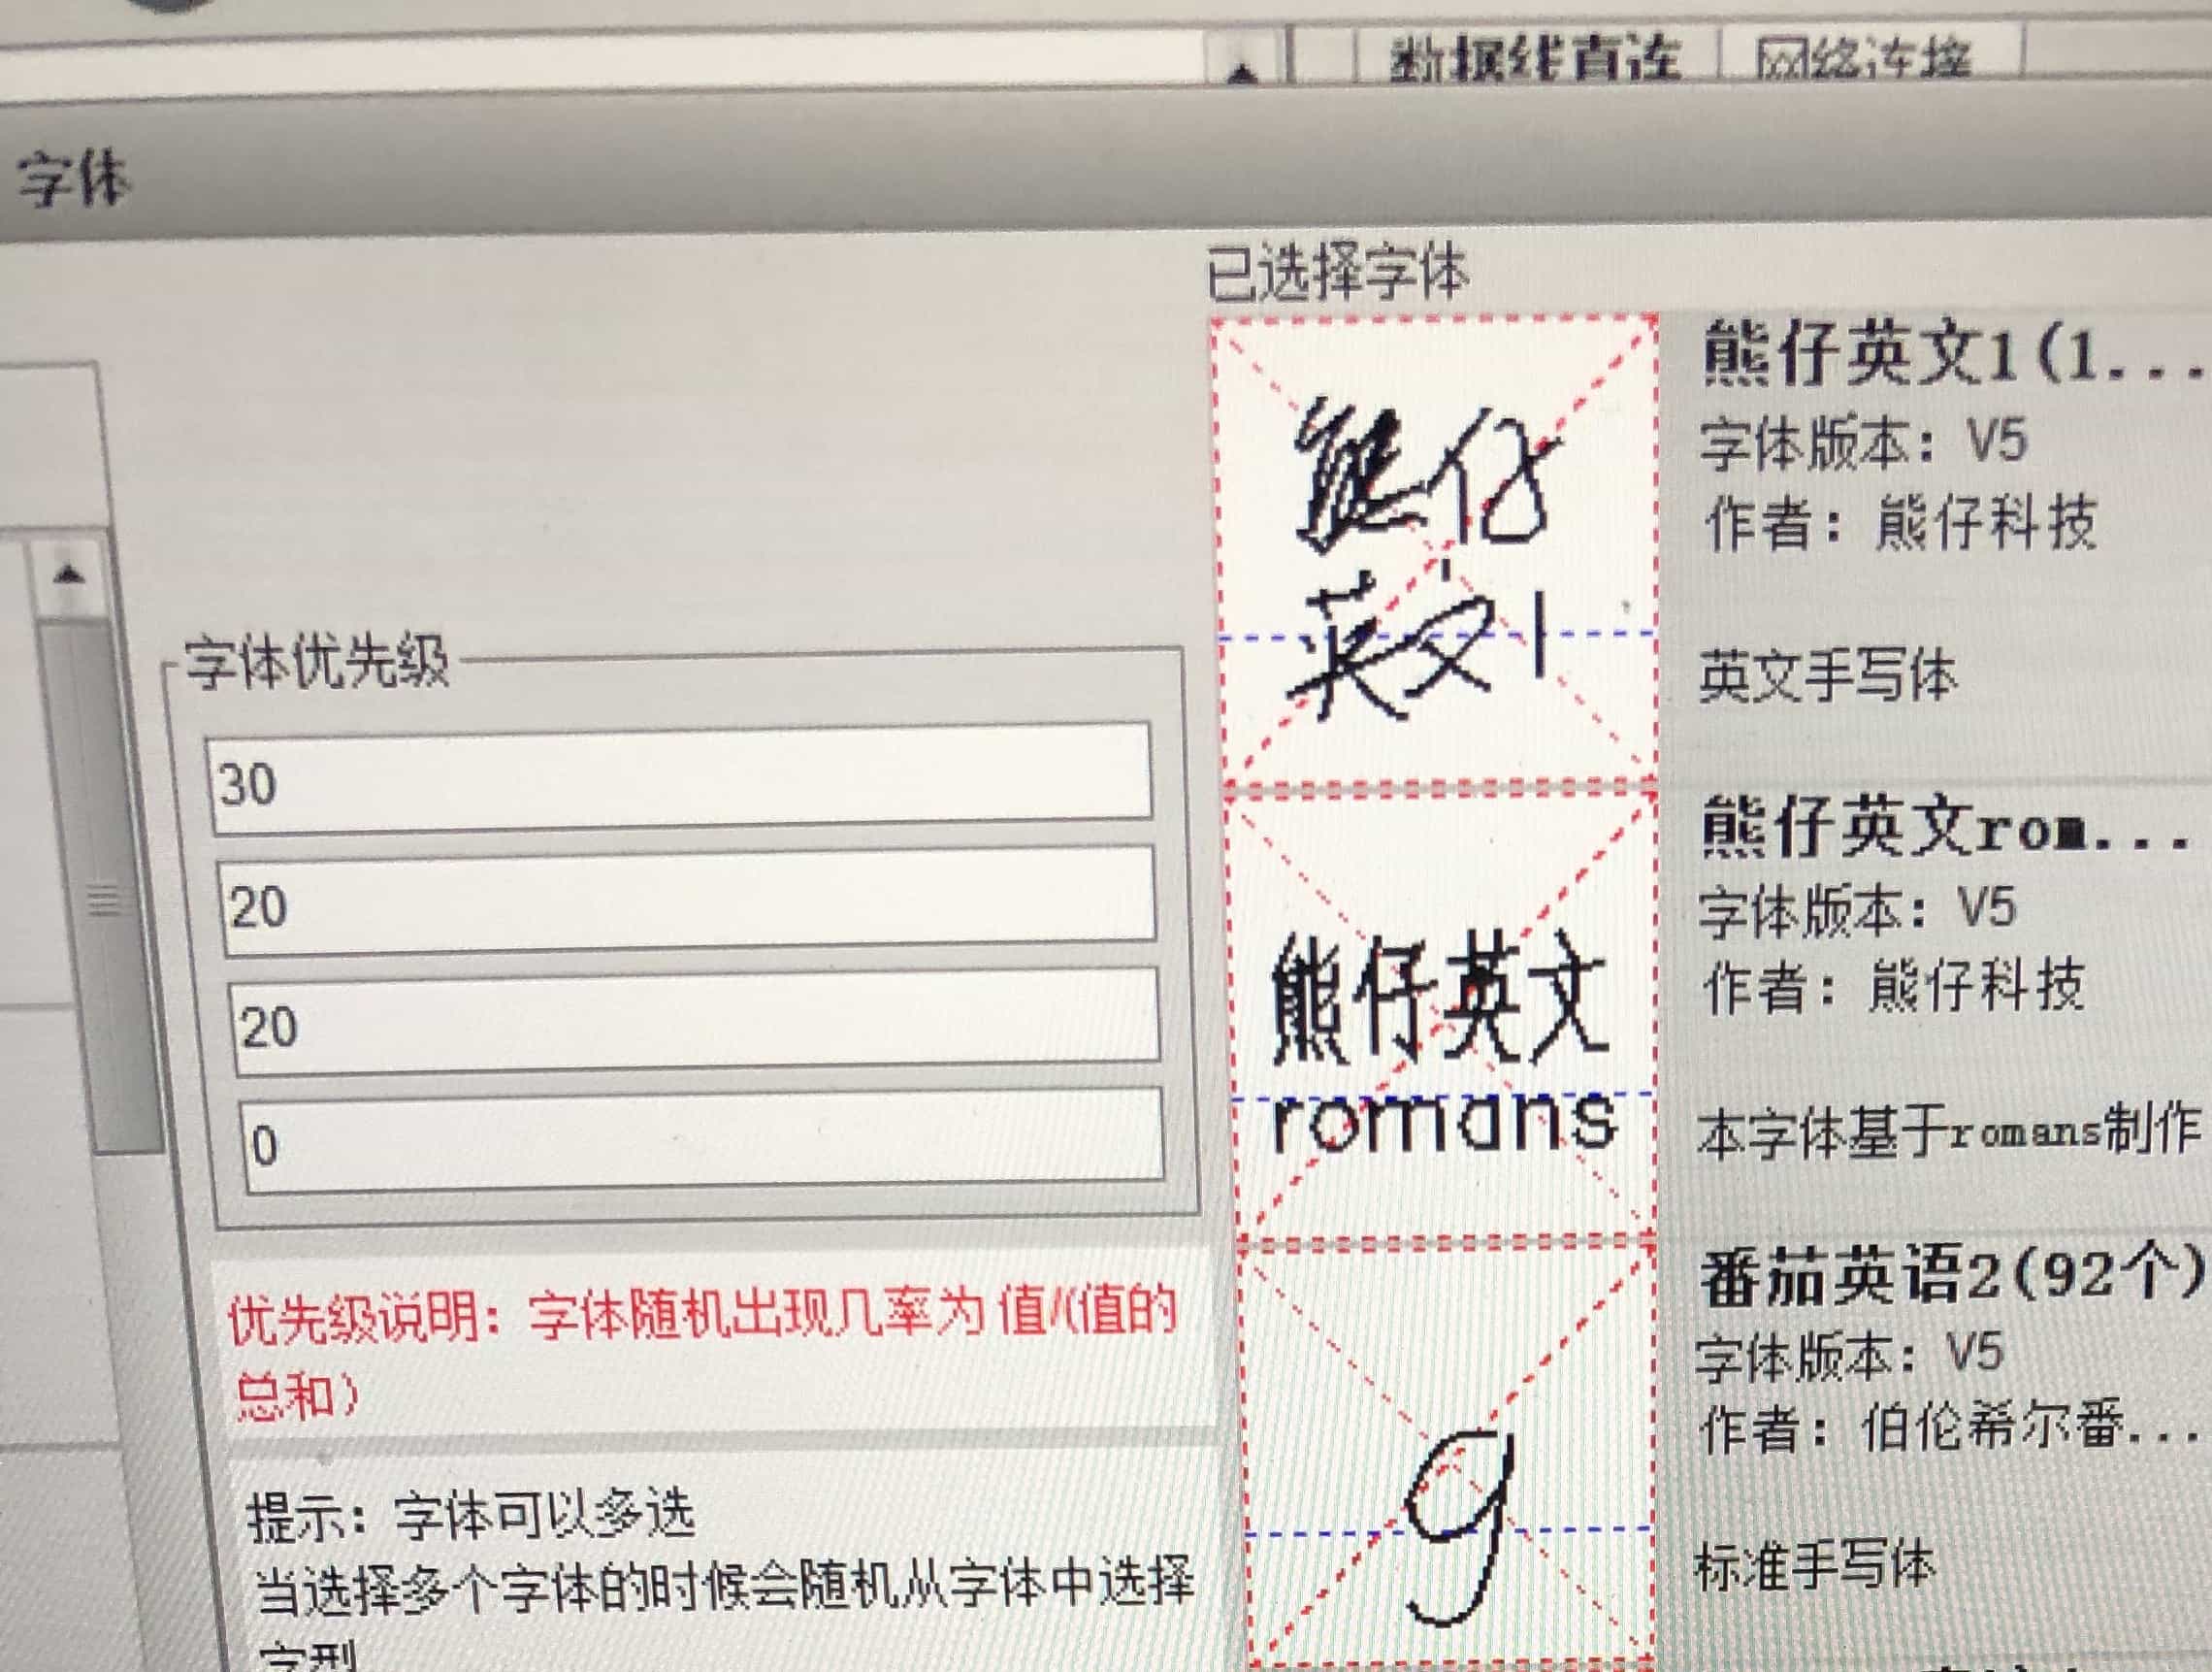 数据线直连 网络连接
字体
已选择字体
熊仔英文1(1...
字体版本：V5
作者：熊仔科技
英文手写体
熊仔
英文1
字体优先级
30
20
20
0
熊仔英文rom...
字体版本：V5
作者：熊仔科技
本字体基于romans制作
熊仔英文
romans
优先级说明：字体随机出现几率为 值/(值的
总和）
提示：字体可以多选
当选择多个字体的时候会随机从字体中选择
字型
番茄英语2(92个)
字体版本：V5
作者：伯伦希尔番...
标准手写体
g